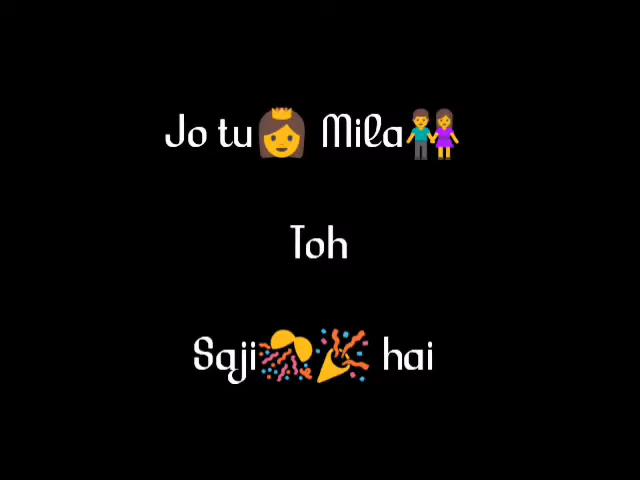 Jo tu👸 Mila👫
Toh
Saji🎊🎉 hai